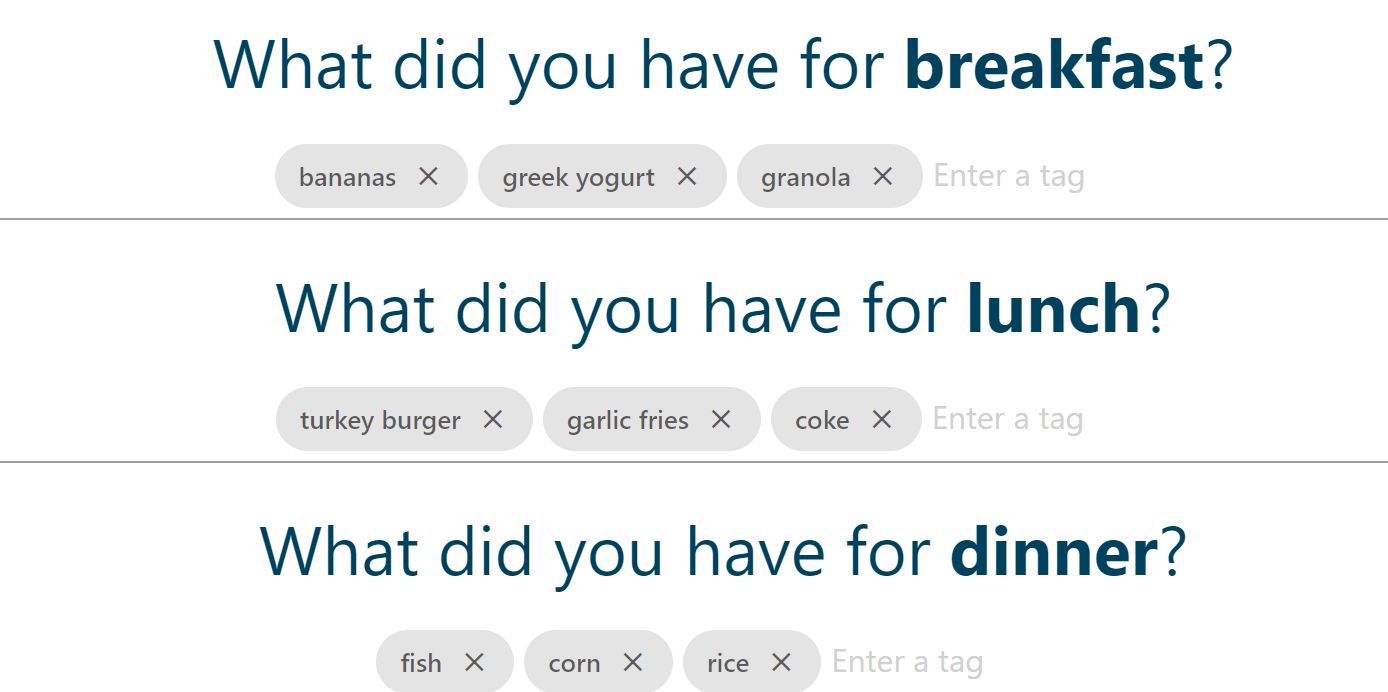 What did you have for breakfast?
bananas × greek yogurt × granola × Enter a tag
What did you have for lunch?
turkey burger × garlic fries × coke × Enter a tag
What did you have for dinner?
fish × corn × rice × Enter a tag